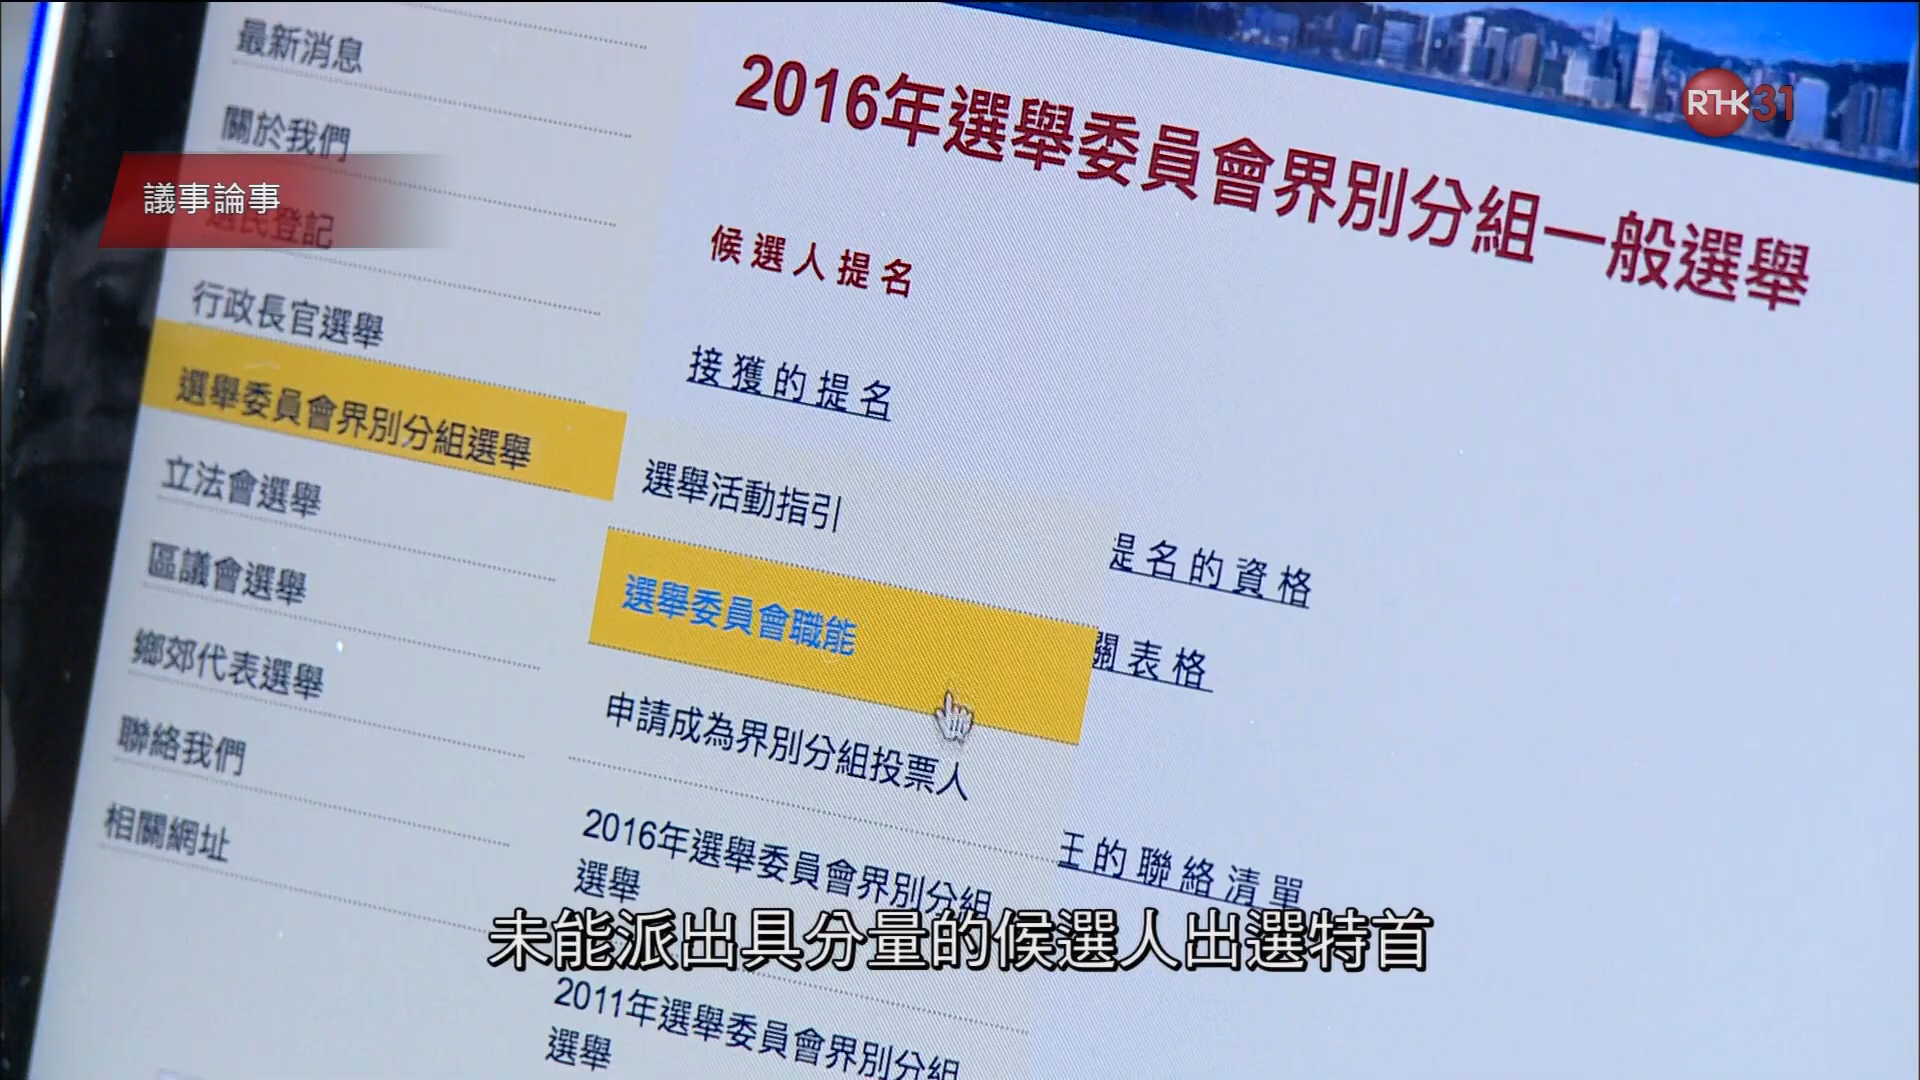 最新消息
關於我們
議事論事
選民登記
行政長官選舉
選舉委員會界別分組選舉
立法會選舉
區議會選舉
鄉郊代表選舉
聯絡我們
相關網址
RTHK 31
2016年選舉委員會界別分組一般選舉
候選人提名
接獲的提名
選舉活動指引
提名的資格
選舉委員會職能
關表格
申請成為界別分組投票人
2016年選舉委員會界別分組
選舉
的聯絡清單
未能派出具分量的候選人出選特首
2011年選舉委員會界別分組
選舉